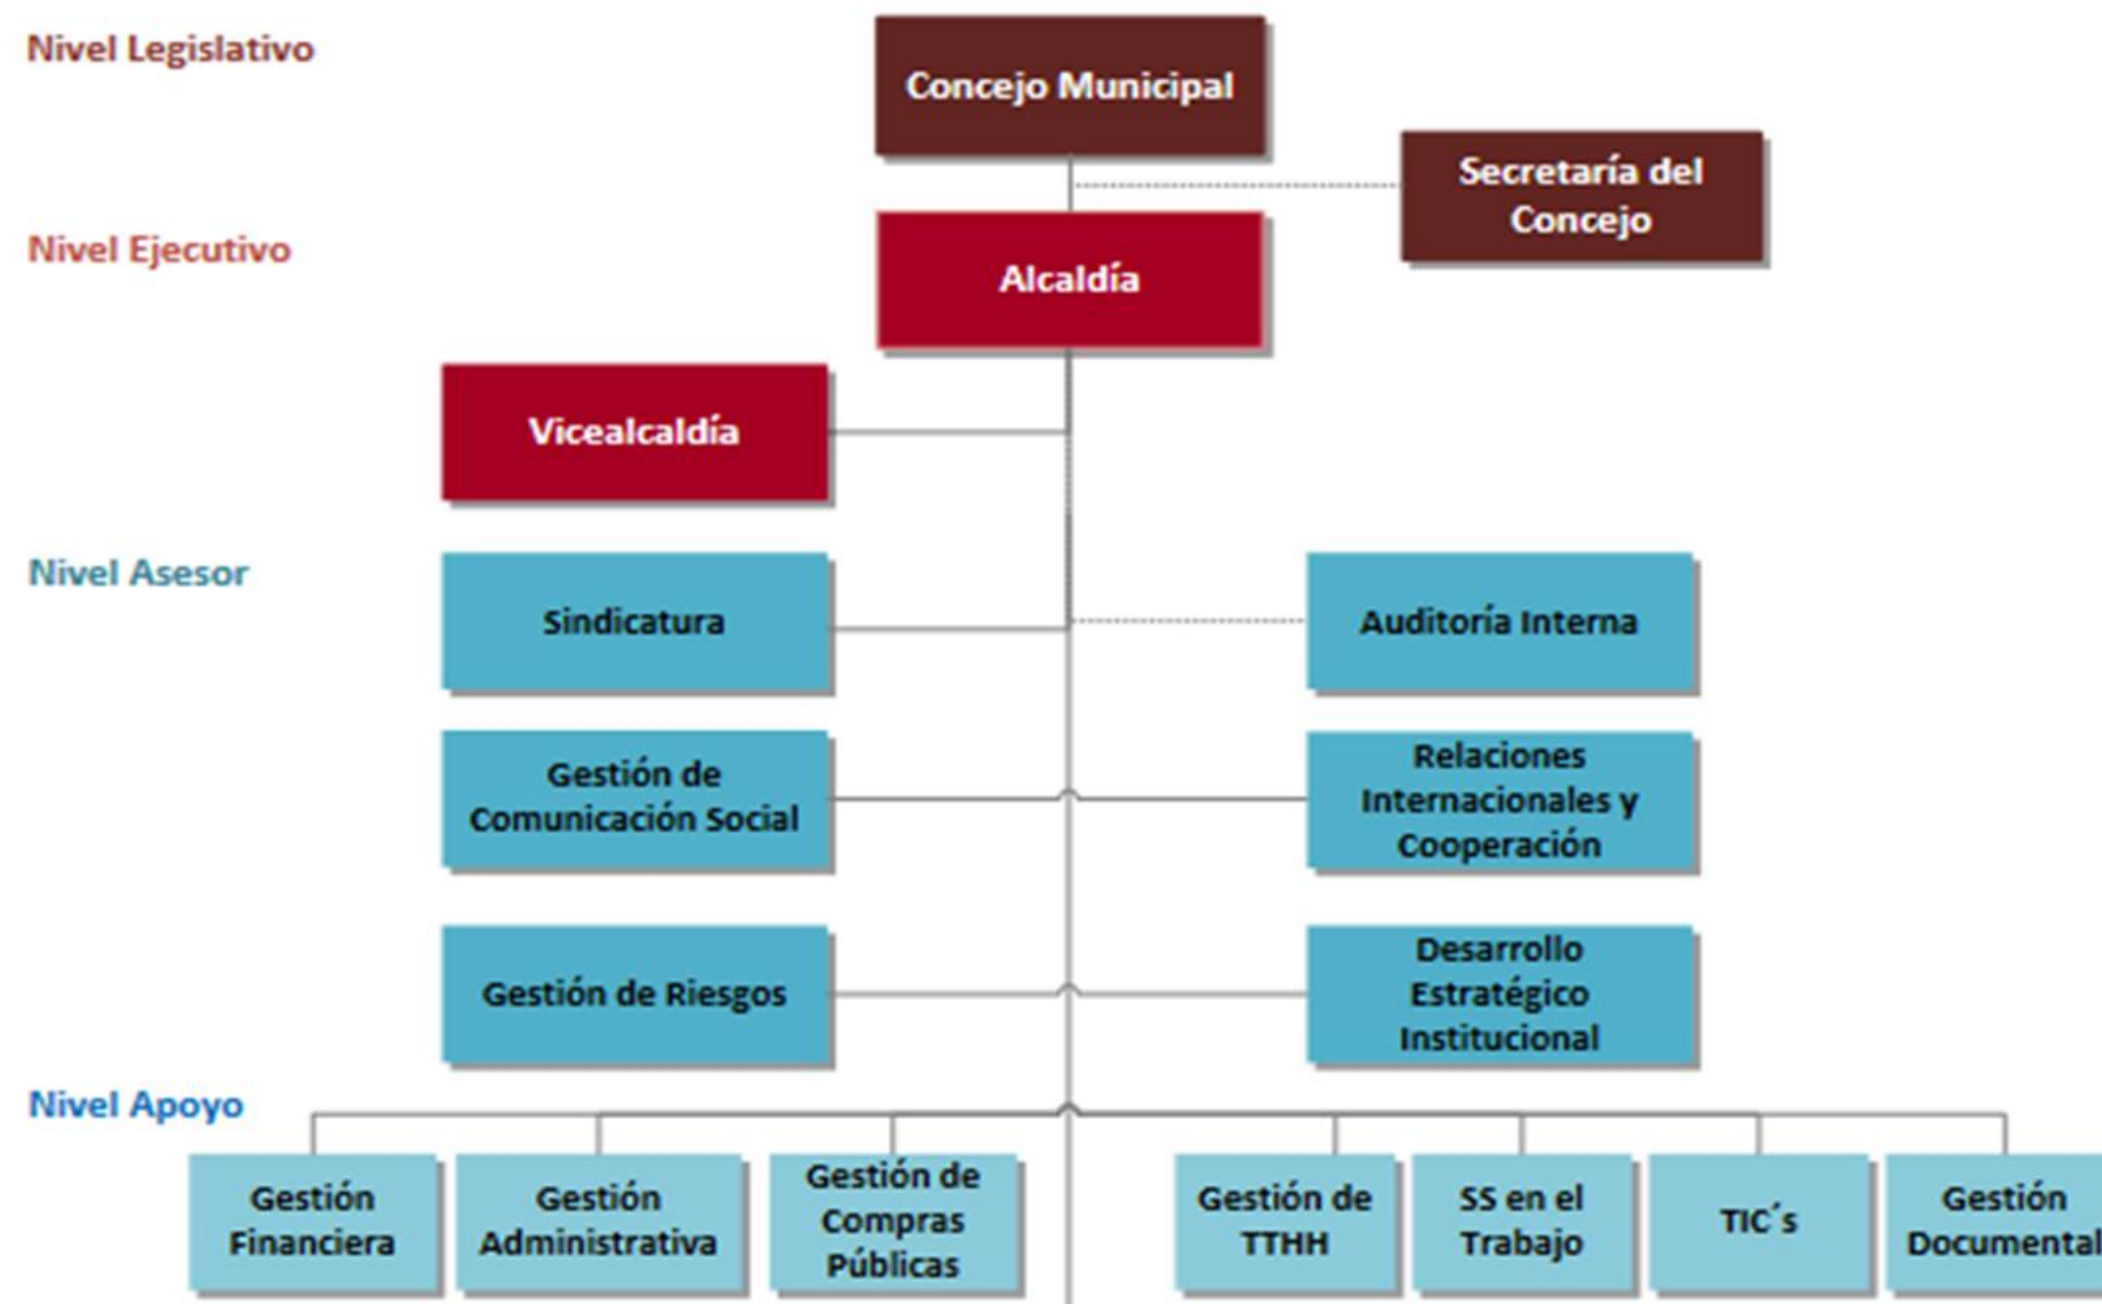 Nivel Legislativo
Concejo Municipal
Secretaría del
Concejo
Nivel Ejecutivo
Alcaldía
Vicealcaldía
Nivel Asesor
Sindicatura
Auditoría Interna
Gestión de
Comunicación Social
Relaciones
Internacionales y
Cooperación
Gestión de Riesgos
Desarrollo
Estratégico
Institucional
Nivel Apoyo
Gestión
Financiera
Gestión
Administrativa
Gestión de
Compras
Públicas
Gestión de
TTHH
SS en el
Trabajo
TIC´s
Gestión
Documental